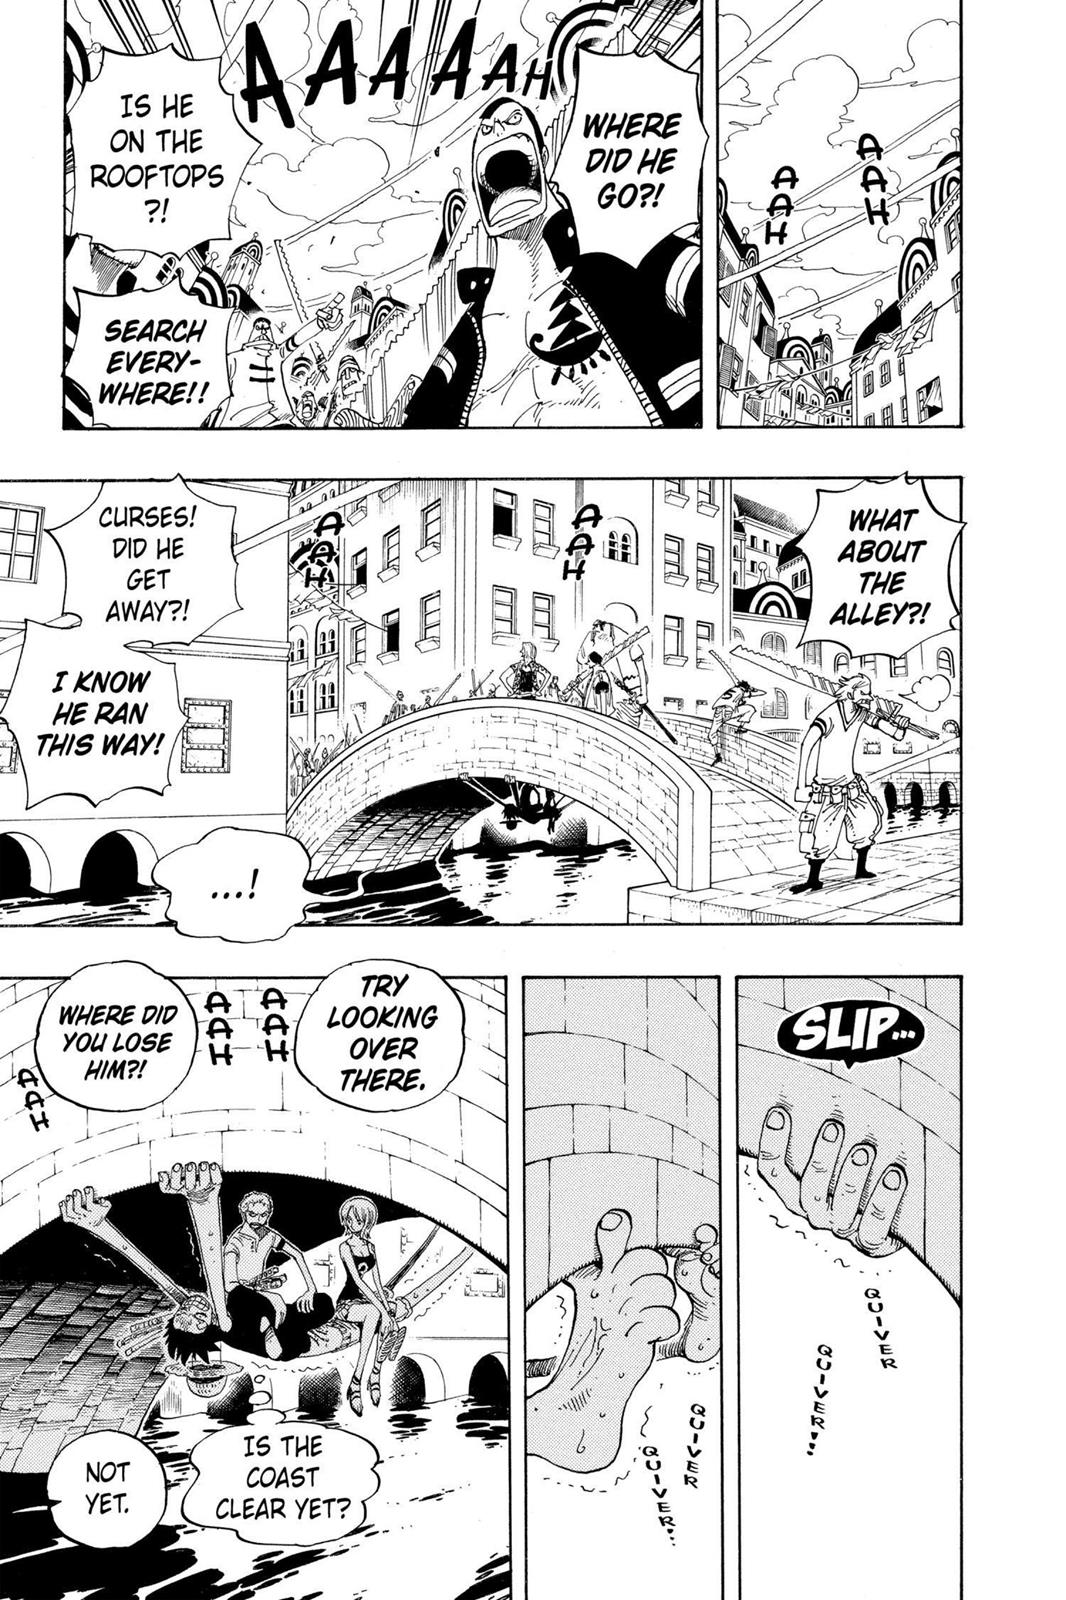 AAH
AAH
AAAAAH
WHERE
DID HE
GO?!
IS HE
ON THE
ROOFTOPS
?!
SEARCH
EVERY-
WHERE!!
WHAT
ABOUT
THE
ALLEY?!
AAH
AAH
CURSES!
DID HE
GET
AWAY?!
I KNOW
HE RAN
THIS WAY!
...!
SLIP...
QUIVER
QUIVER...
QUIVER
QUIVER...
TRY
LOOKING
OVER
THERE.
AAH
AAH
WHERE DID
YOU LOSE
HIM?!
AAH
IS THE
COAST
CLEAR YET?
NOT
YET.